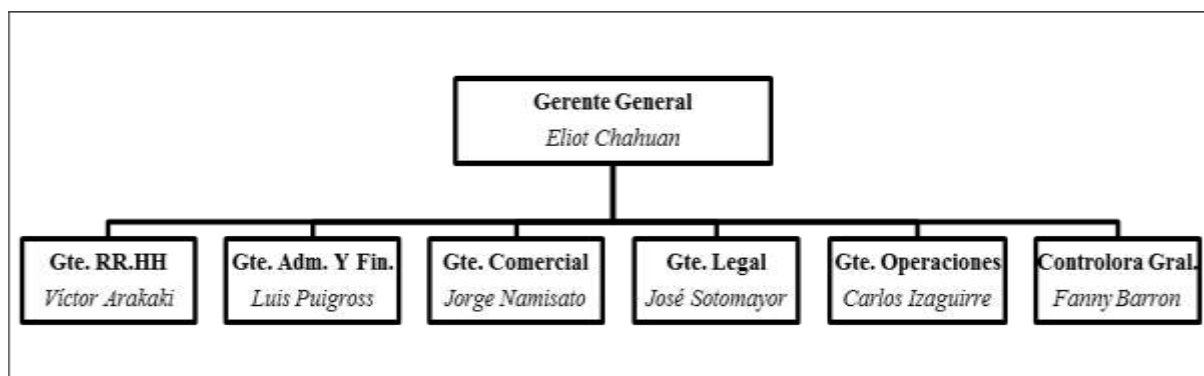 Gerente General
Eliot Chahuan
Gte. RR.HH
Víctor Arakaki
Gte. Adm. Y Fin.
Luis Puigross
Gte. Comercial
Jorge Namisato
Gte. Legal
José Sotomayor
Gte. Operaciones
Carlos Izaguirre
Controlora Gral.
Fanny Barron